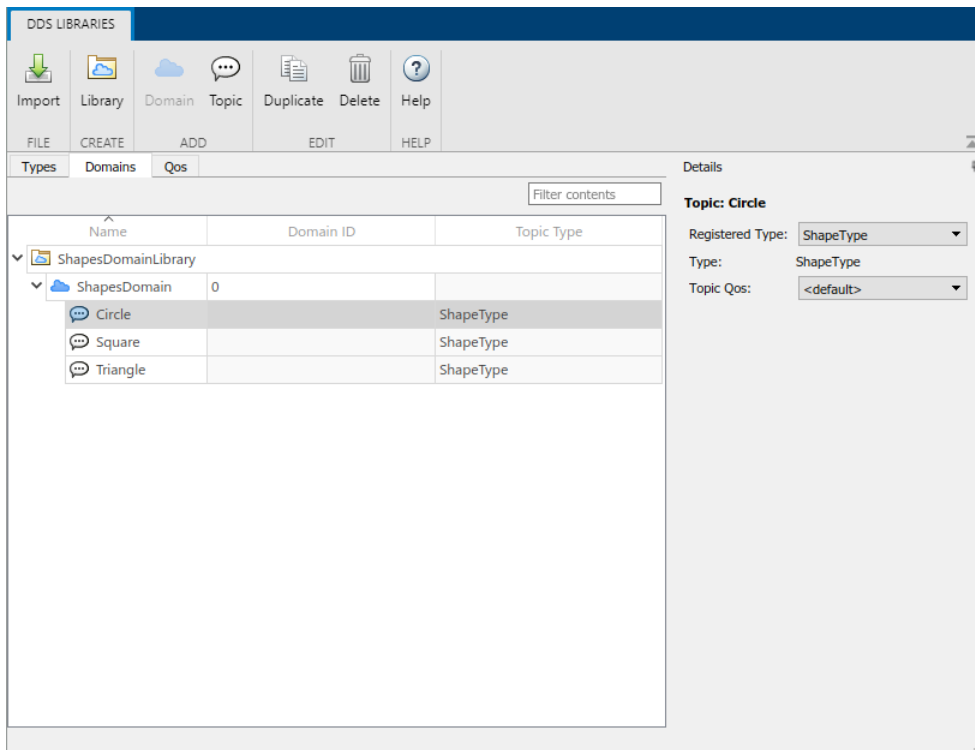 DDS LIBRARIES
Import Library Domain Topic Duplicate Delete Help
FILE CREATE ADD EDIT HELP
Types Domains Qos
Details
Filter contents
Topic: Circle
Name Domain ID Topic Type
Registered Type: ShapeType
ShapesDomainLibrary
Type: ShapeType
ShapesDomain 0
Topic Qos: <default>
Circle ShapeType
Square ShapeType
Triangle ShapeType